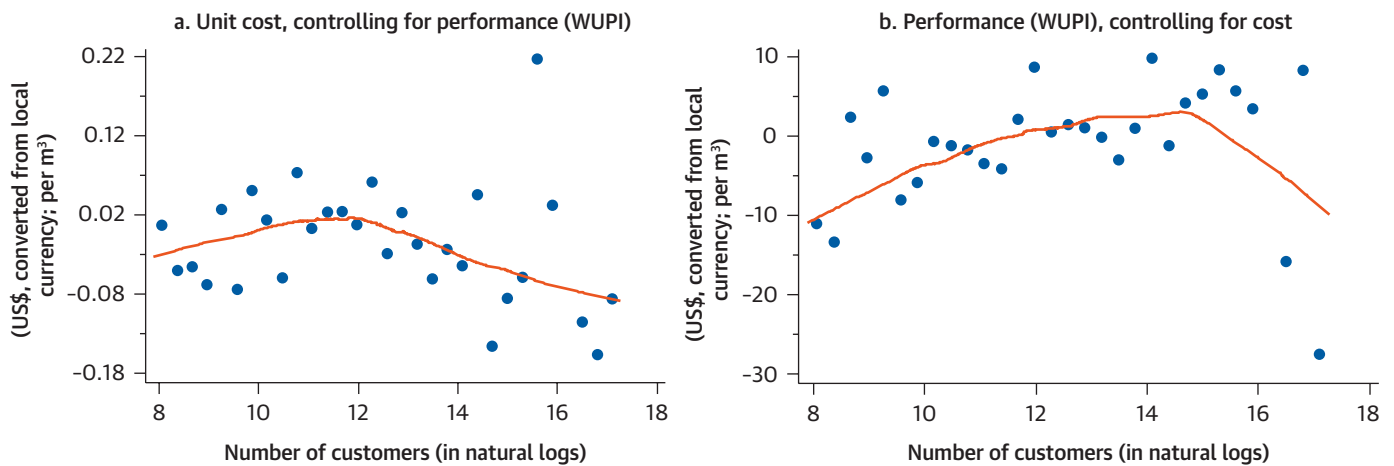 a. Unit cost, controlling for performance (WUPI)
(US$, converted from local
currency; per m³)
0.22
0.12
0.02
–0.08
–0.18
8 10 12 14 16 18
Number of customers (in natural logs)
b. Performance (WUPI), controlling for cost
(US$, converted from local
currency; per m³)
10
0
–10
–20
–30
8 10 12 14 16 18
Number of customers (in natural logs)